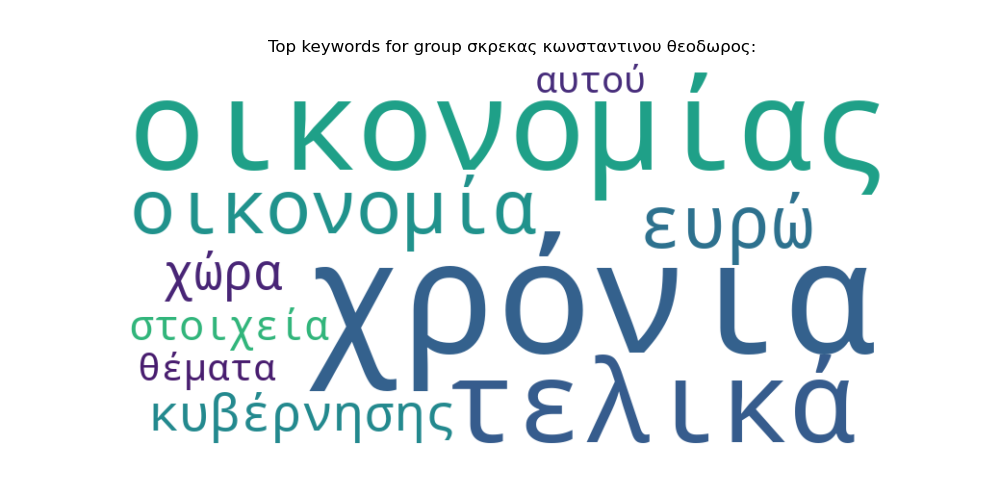 Top keywords for group σκρεκας κωνσταντινου θεοδωρος:
αυτού
οικονομίας
οικονομία
ευρώ
χώρα
χρόνια
στοιχεία
θέματα
τελικά
κυβέρνησης